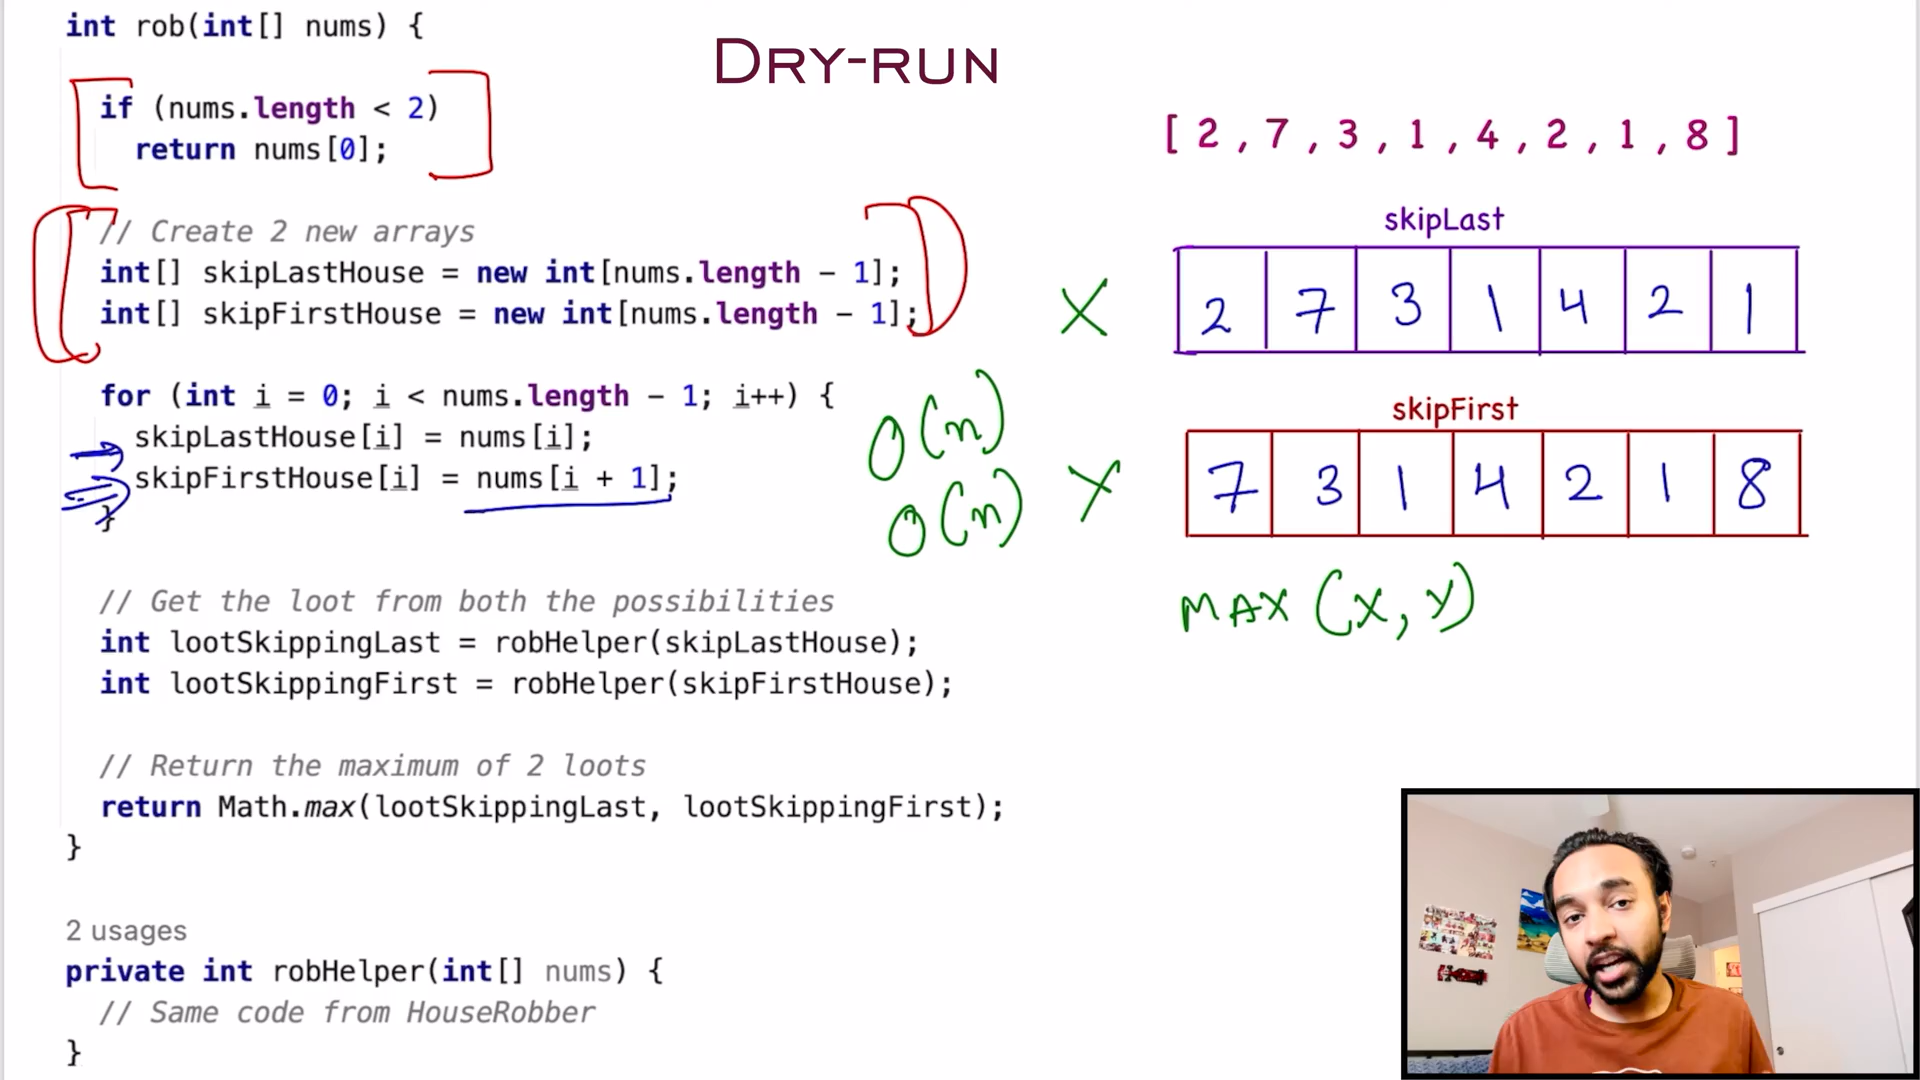 int rob(int[] nums) {
DRY-RUN
if (nums.length < 2)
return nums[0];
[ 2 , 7 , 3 , 1 , 4 , 2 , 1 , 8 ]
// Create 2 new arrays
int[] skipLastHouse = new int[nums.length - 1];
int[] skipFirstHouse = new int[nums.length - 1];
skipLast
X
2 7 3 1 4 2 1
for (int i = 0; i < nums.length - 1; i++) {
skipLastHouse[i] = nums[i];
skipFirstHouse[i] = nums[i + 1];
}
O(n)
O(n)
skipFirst
Y
7 3 1 4 2 1 8
MAX (X, Y)
// Get the loot from both the possibilities
int lootSkippingLast = robHelper(skipLastHouse);
int lootSkippingFirst = robHelper(skipFirstHouse);
// Return the maximum of 2 loots
return Math.max(lootSkippingLast, lootSkippingFirst);
}
2 usages
private int robHelper(int[] nums) {
// Same code from HouseRobber
}